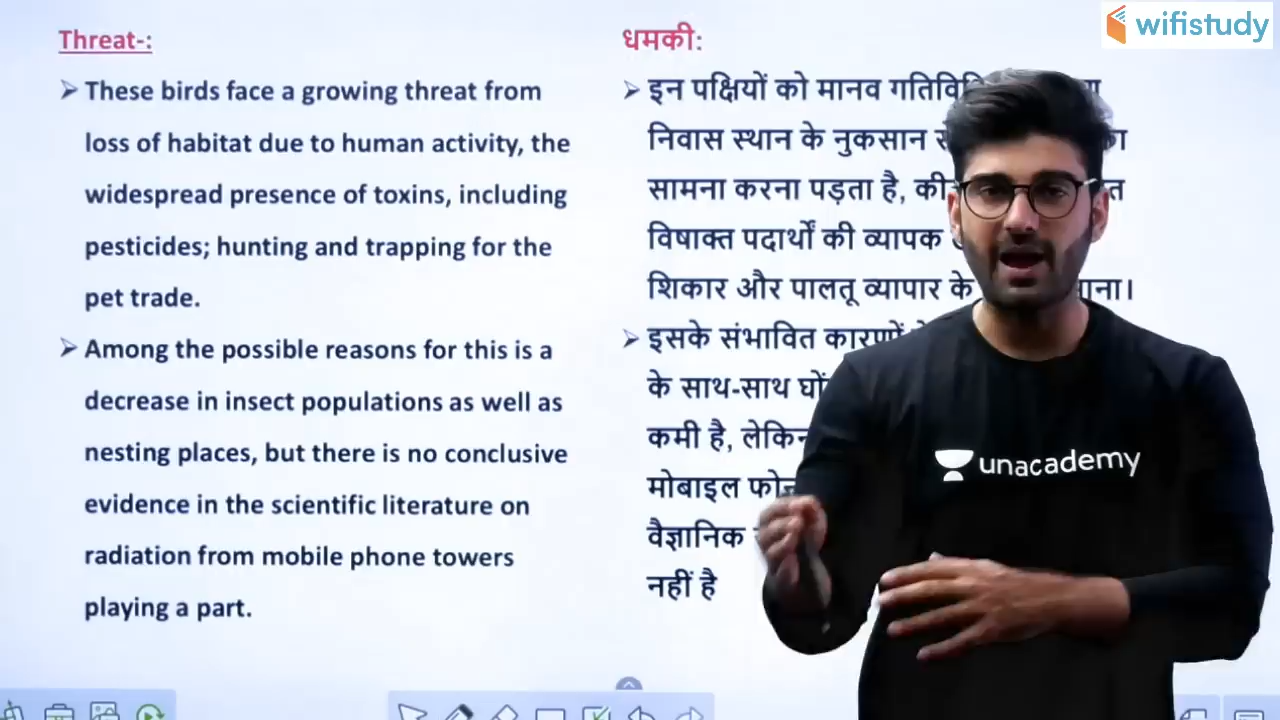 Threat-:
These birds face a growing threat from
loss of habitat due to human activity, the
widespread presence of toxins, including
pesticides; hunting and trapping for the
pet trade.
Among the possible reasons for this is a
decrease in insect populations as well as
nesting places, but there is no conclusive
evidence in the scientific literature on
radiation from mobile phone towers
playing a part.
धमकी:
इन पक्षियों को मानव
निवास स्थान के नुकसान
सामना करना पड़ता है,
विषाक्त पदार्थों की व्यापक
शिकार और पालतू व्यापार के
इसके संभावित कारणों
के साथ-साथ
कमी है,
मोबाइल
वैज्ञानिक
नहीं है
wifistudy
unacademy